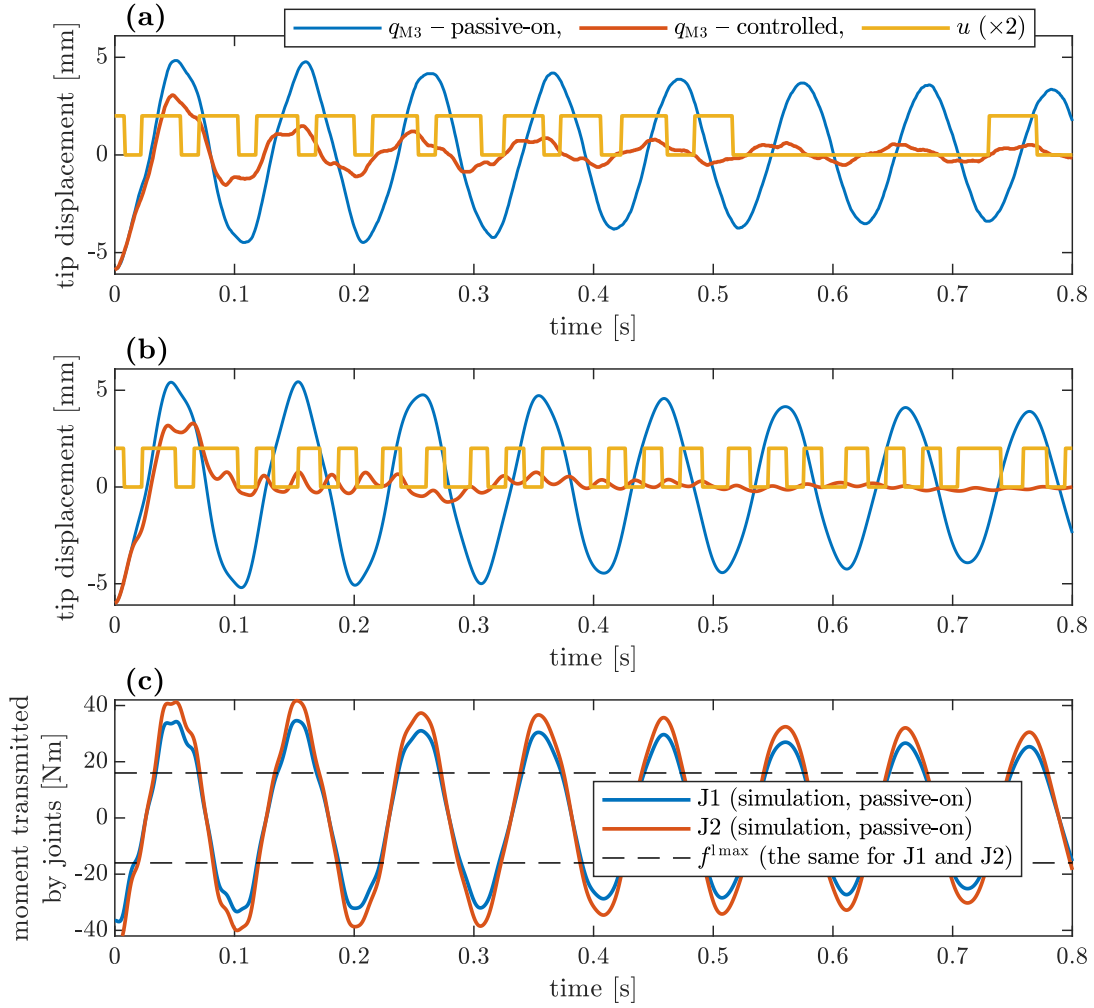 (a)
q_M3 – passive-on, q_M3 – controlled, u (×2)
tip displacement [mm]
5
0
-5
0 0.1 0.2 0.3 0.4 0.5 0.6 0.7 0.8
time [s]
(b)
tip displacement [mm]
5
0
-5
0 0.1 0.2 0.3 0.4 0.5 0.6 0.7 0.8
time [s]
(c)
moment transmitted
by joints [Nm]
40
20
0
-20
-40
J1 (simulation, passive-on)
J2 (simulation, passive-on)
f^1max (the same for J1 and J2)
0 0.1 0.2 0.3 0.4 0.5 0.6 0.7 0.8
time [s]